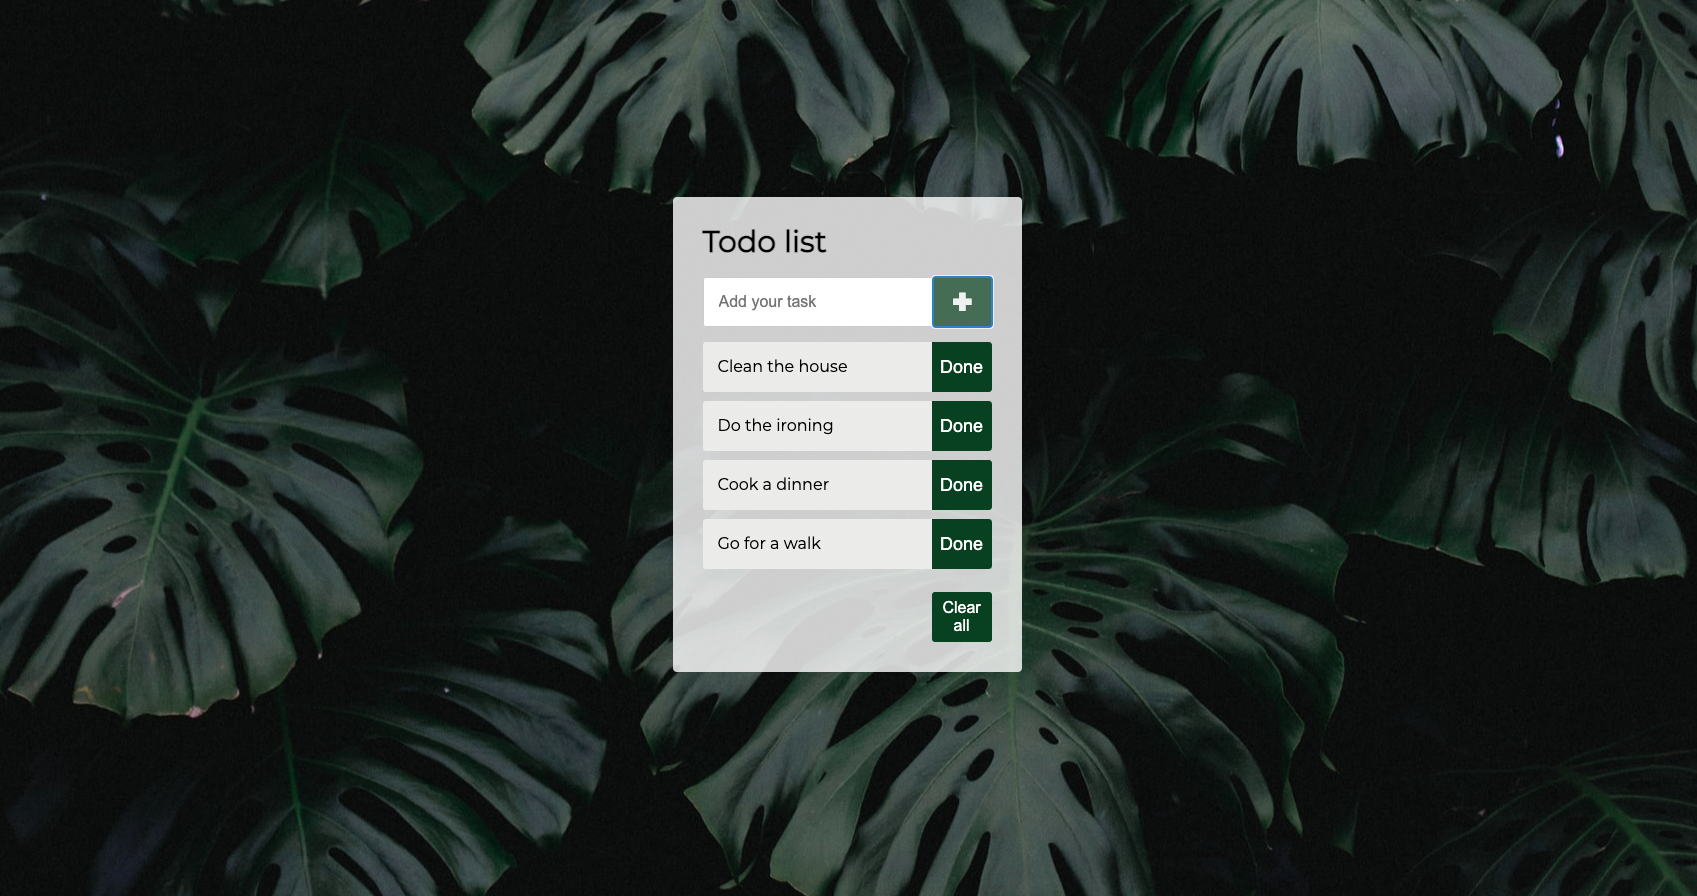 Todo list
Add your task
Clean the house Done
Do the ironing Done
Cook a dinner Done
Go for a walk Done
Clear
all